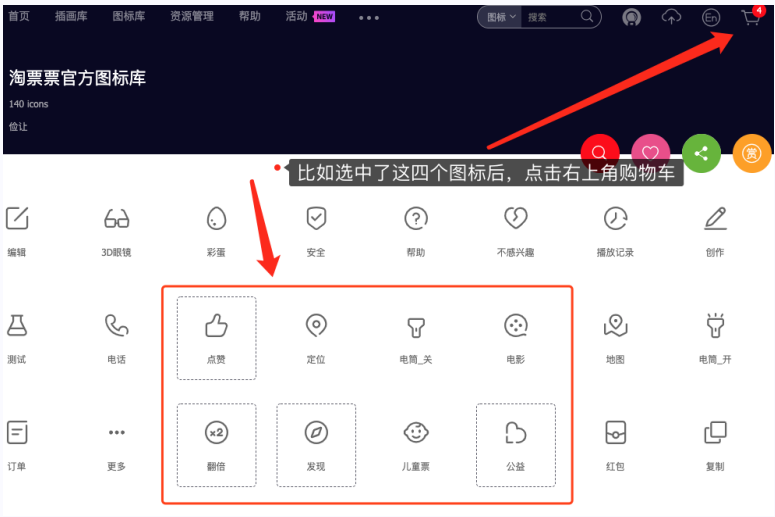 首页 插画库 图标库 资源管理 帮助 活动 NEW 图标 搜索 En 4
淘票票官方图标库
140 icons
俭让
赏
比如选中了这四个图标后，点击右上角购物车
编辑 3D眼镜 彩蛋 安全 帮助 不感兴趣 播放记录 创作
测试 电话 点赞 定位 电筒_关 电影 地图 电筒_开
x2
订单 更多 翻倍 发现 儿童票 公益 红包 复制